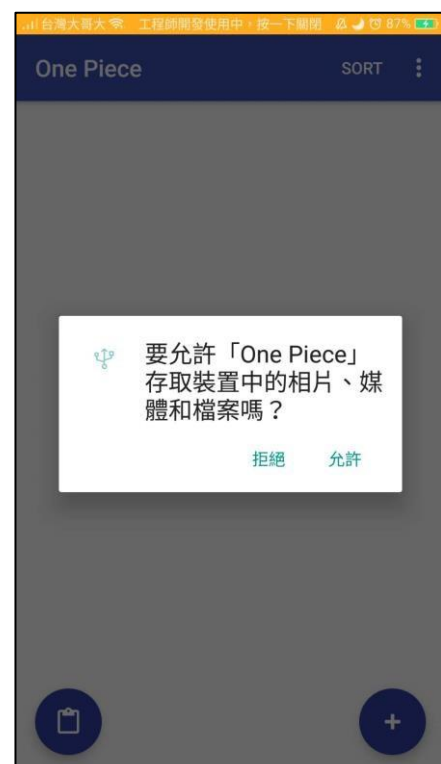 台灣大哥大 工程師開發使用中，按一下關閉 87%
One Piece SORT
要允許「One Piece」
存取裝置中的相片、媒
體和檔案嗎？
拒絕 允許